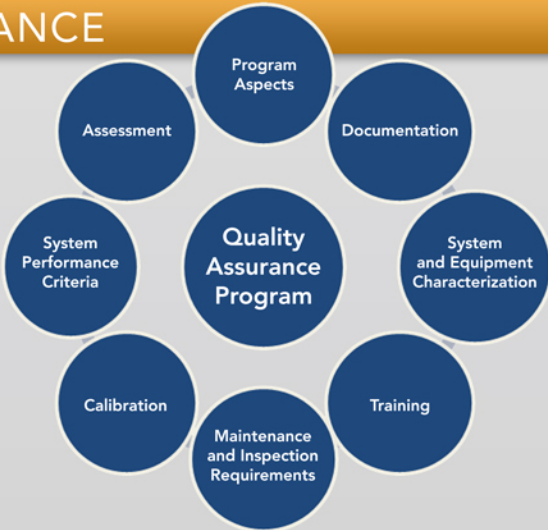 ANCE
Program
Aspects
Documentation
System
and Equipment
Characterization
Training
Maintenance
and Inspection
Requirements
Calibration
System
Performance
Criteria
Assessment
Quality
Assurance
Program